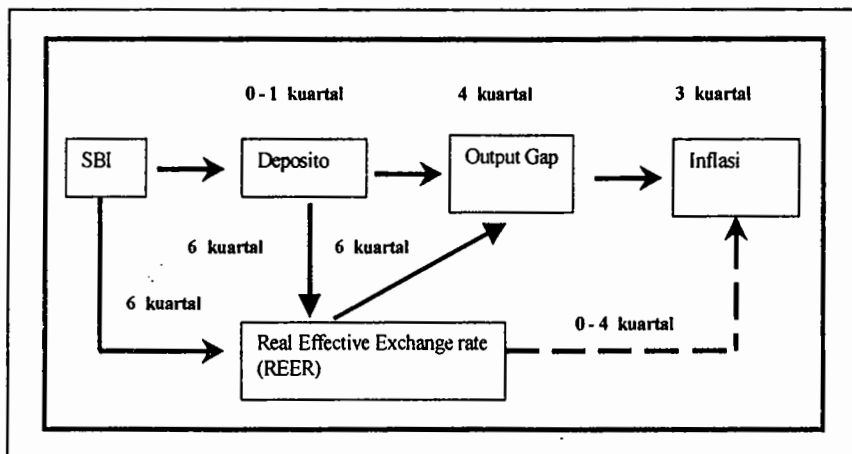 0 - 1 kuartal
4 kuartal
3 kuartal
SBI
Deposito
Output Gap
Inflasi
6 kuartal
6 kuartal
6 kuartal
0 - 4 kuartal
Real Effective Exchange rate
(REER)